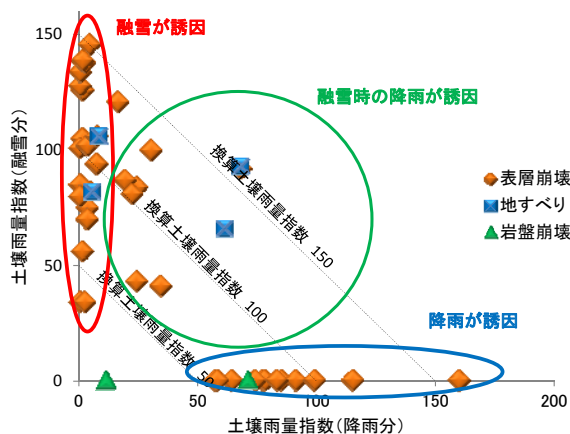 融雪が誘因
融雪時の降雨が誘因
降雨が誘因
土壌雨量指数(融雪分)
150
100
50
0
換算土壌雨量指数 150
換算土壌雨量指数 100
換算土壌雨量指数 50
表層崩壊
地すべり
岩盤崩壊
0
50
100
150
200
土壌雨量指数(降雨分)